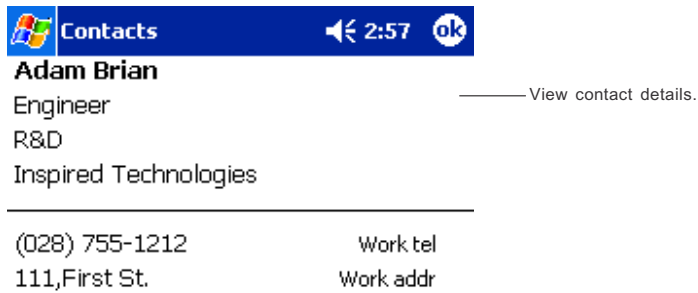 Contacts 2:57 ok
Adam Brian
Engineer
View contact details.
R&D
Inspired Technologies
(028) 755-1212 Work tel
111,First St. Work addr